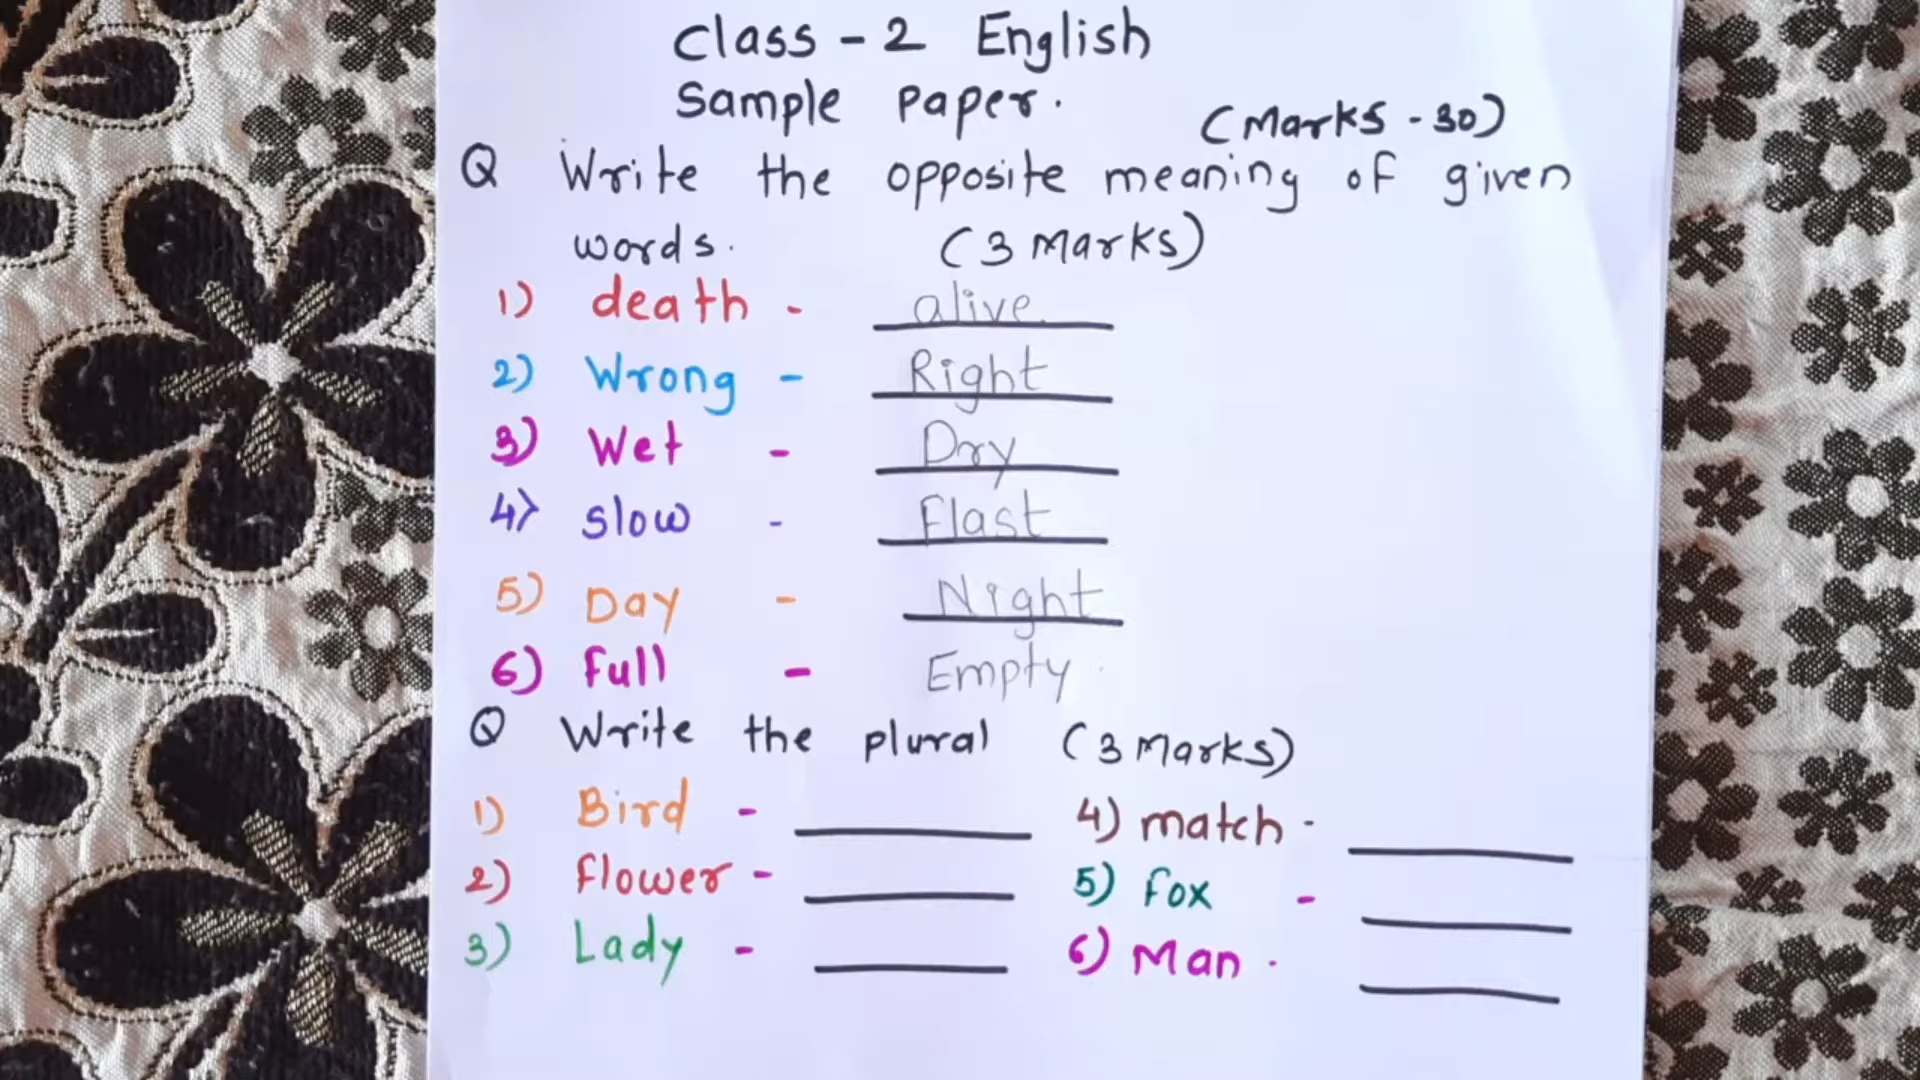 Class - 2 English
Sample Paper.
(Marks - 30)
Q Write the opposite meaning of given
words. (3 Marks)
1) death - alive.
2) Wrong - Right
3) Wet - Dry
4) slow - Flast
5) Day - Night
6) Full - Empty.
Q Write the plural (3 Marks)
1) Bird - 4) match -
2) Flower - 5) Fox -
3) Lady - 6) Man -